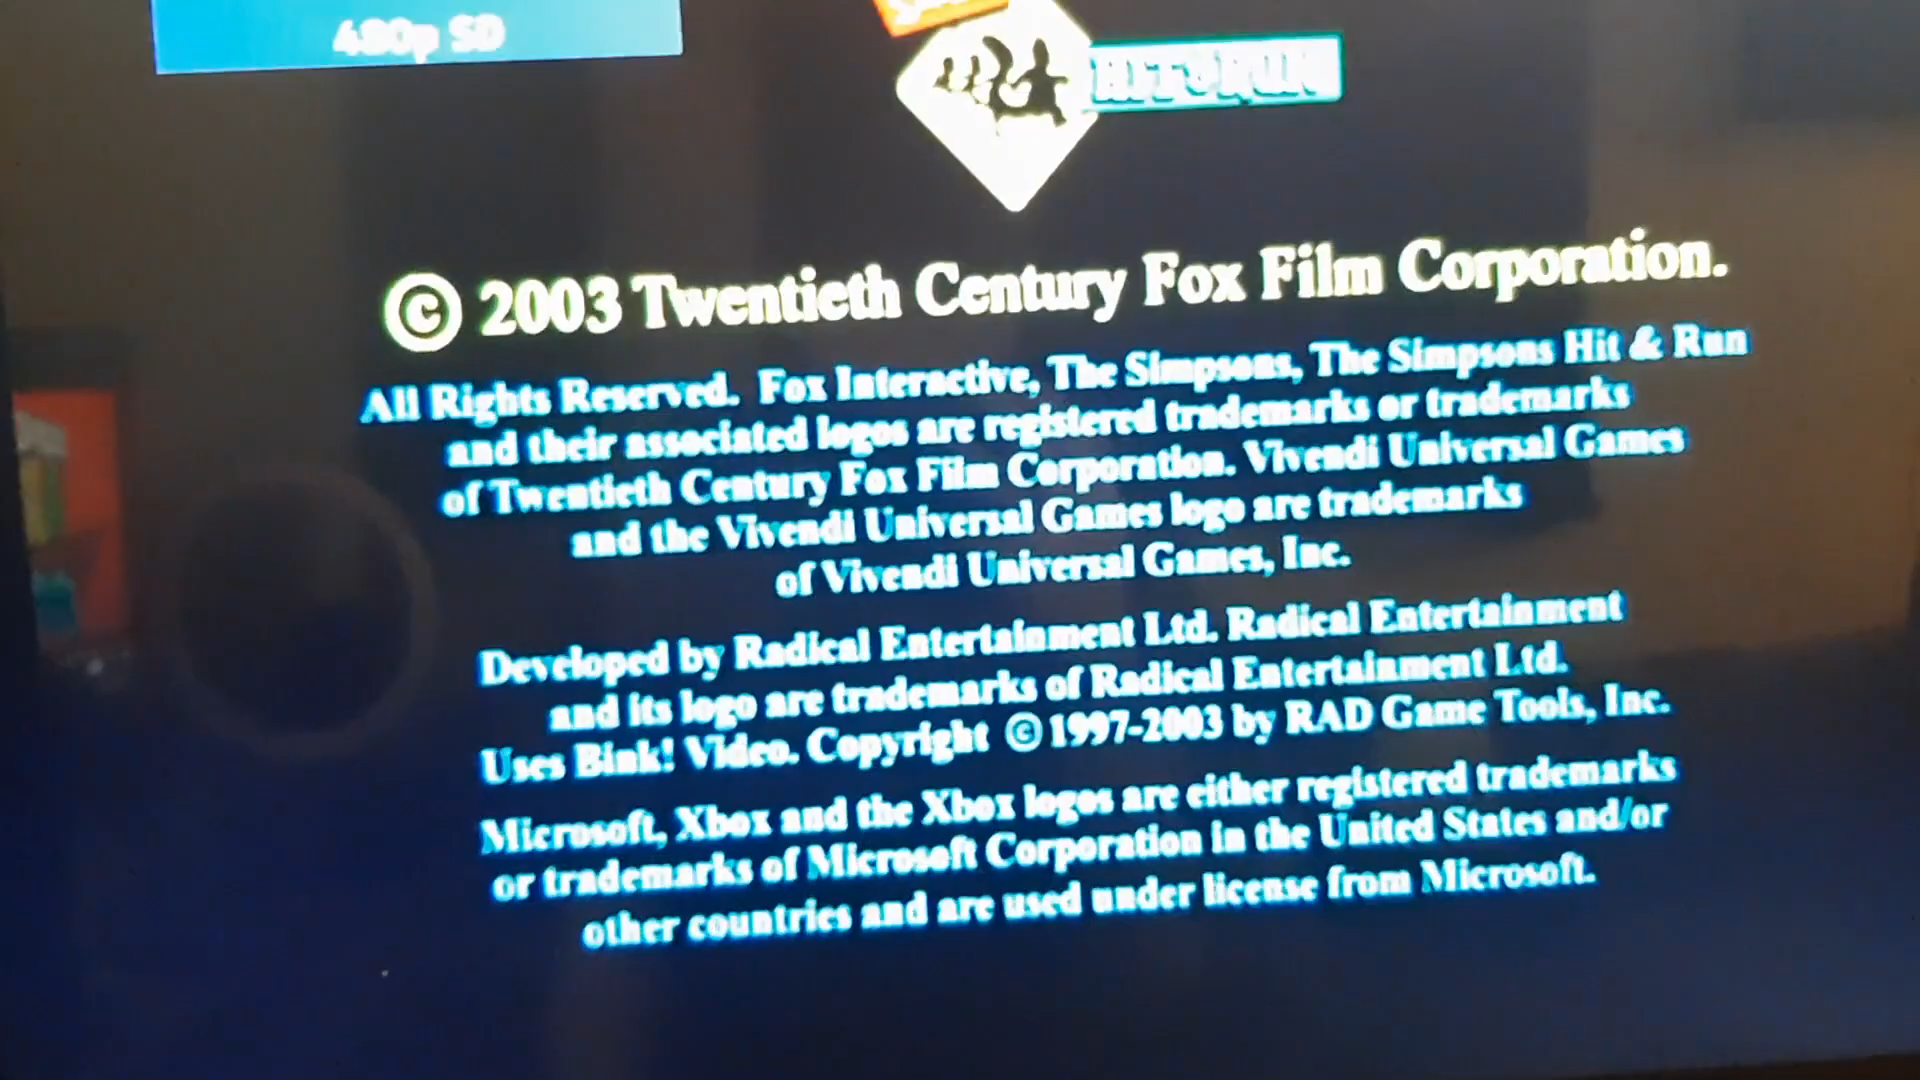 480p SD
HIT & RUN
© 2003 Twentieth Century Fox Film Corporation.
All Rights Reserved. Fox Interactive, The Simpsons, The Simpsons Hit & Run
and their associated logos are registered trademarks or trademarks
of Twentieth Century Fox Film Corporation. Vivendi Universal Games
and the Vivendi Universal Games logo are trademarks
of Vivendi Universal Games, Inc.
Developed by Radical Entertainment Ltd. Radical Entertainment
and its logo are trademarks of Radical Entertainment Ltd.
Uses Bink! Video. Copyright © 1997-2003 by RAD Game Tools, Inc.
Microsoft, Xbox and the Xbox logos are either registered trademarks
or trademarks of Microsoft Corporation in the United States and/or
other countries and are used under license from Microsoft.